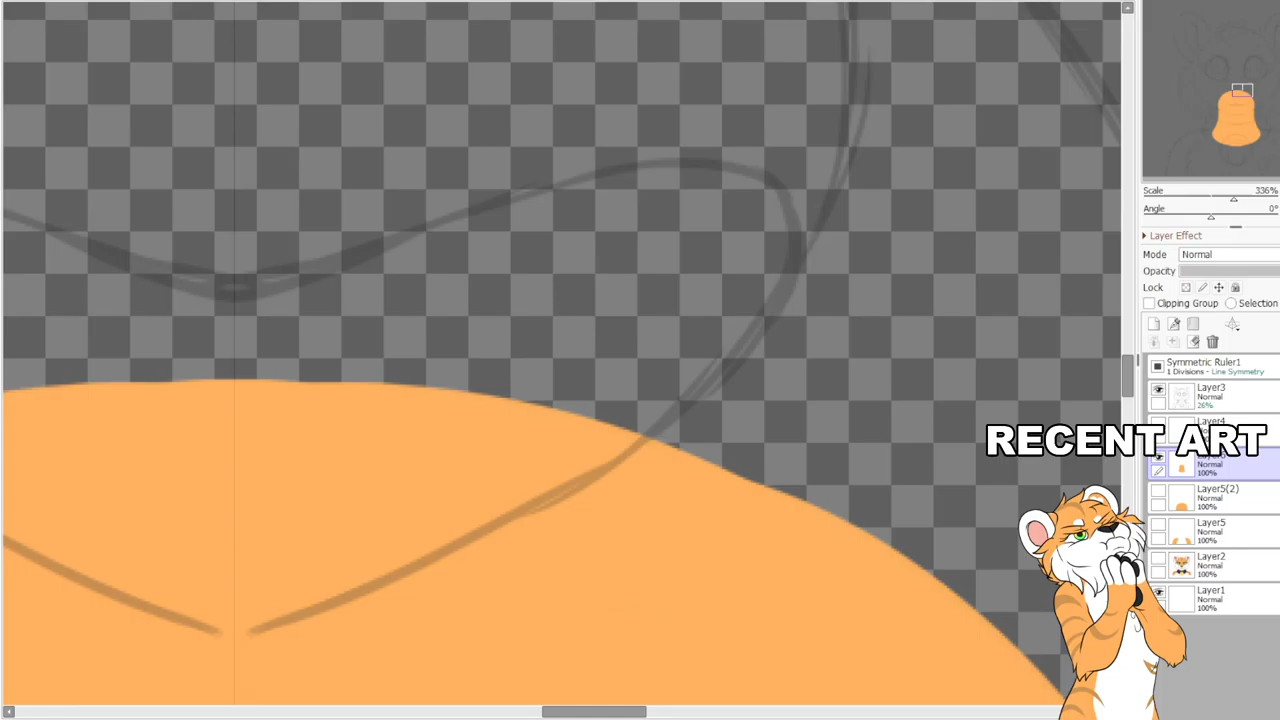 Scale 336%
Angle 0°
Layer Effect
Mode Normal
Opacity
Lock
Clipping Group Selection
Symmetric Ruler1
1 Divisions - Line Symmetry
Layer3
Normal
26%
Layer4
RECENT ART
Normal
100%
Layer5(2)
Normal
100%
Layer5
Normal
100%
Layer2
Normal
100%
Layer1
Normal
100%